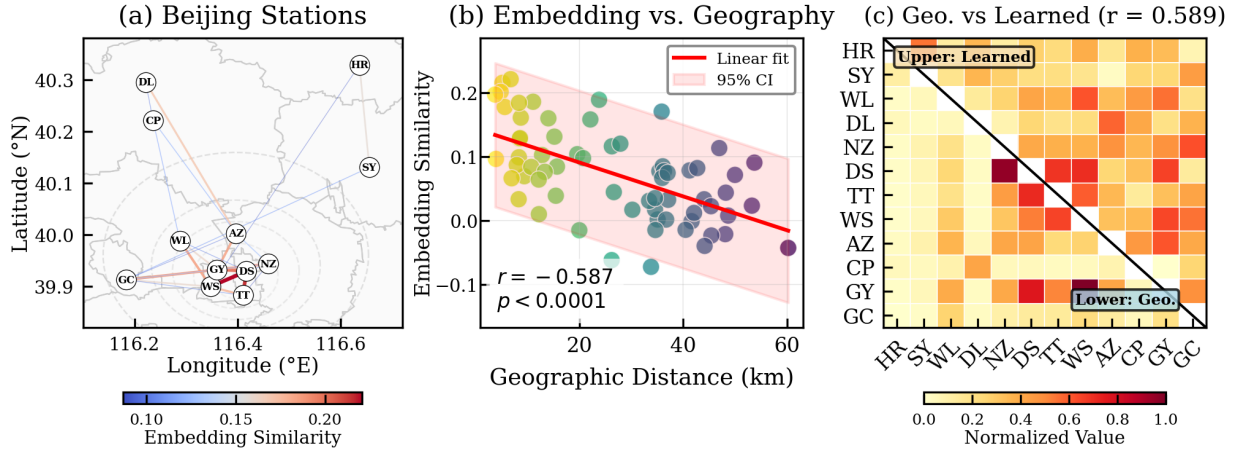 (a) Beijing Stations
Latitude (°N)
40.3
40.2
40.1
40.0
39.9
DL
CP
HR
SY
WL
AZ
GY
DS
NZ
GC
WS
TT
116.2
116.4
116.6
Longitude (°E)
0.10
0.15
0.20
Embedding Similarity
(b) Embedding vs. Geography
Embedding Similarity
0.2
0.1
0.0
−0.1
Linear fit
95% CI
r = −0.587
p < 0.0001
20
40
60
Geographic Distance (km)
(c) Geo. vs Learned (r = 0.589)
HR
SY
WL
DL
NZ
DS
TT
WS
AZ
CP
GY
GC
Upper: Learned
Lower: Geo.
HR
SY
WL
DL
NZ
DS
TT
WS
AZ
CP
GY
GC
0.0
0.2
0.4
0.6
0.8
1.0
Normalized Value